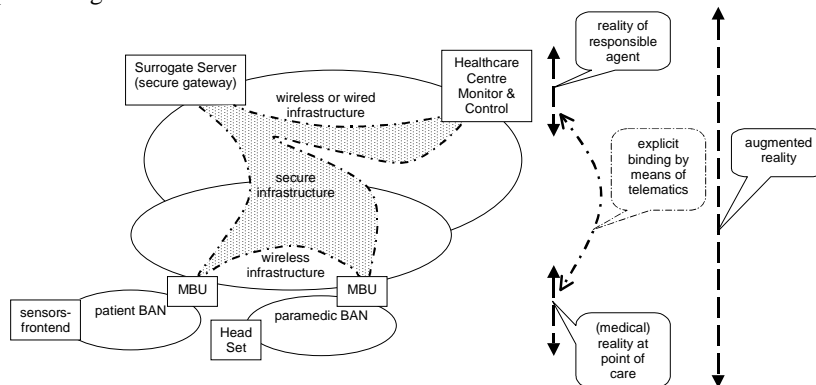 reality of
responsible
agent
Surrogate Server
(secure gateway)
Healthcare
Centre
Monitor &
Control
wireless or wired
infrastructure
explicit
binding by
means of
telematics
augmented
reality
secure
infrastructure
wireless
infrastructure
MBU
MBU
sensors-
frontend
patient BAN
paramedic BAN
Head
Set
(medical)
reality at
point of
care